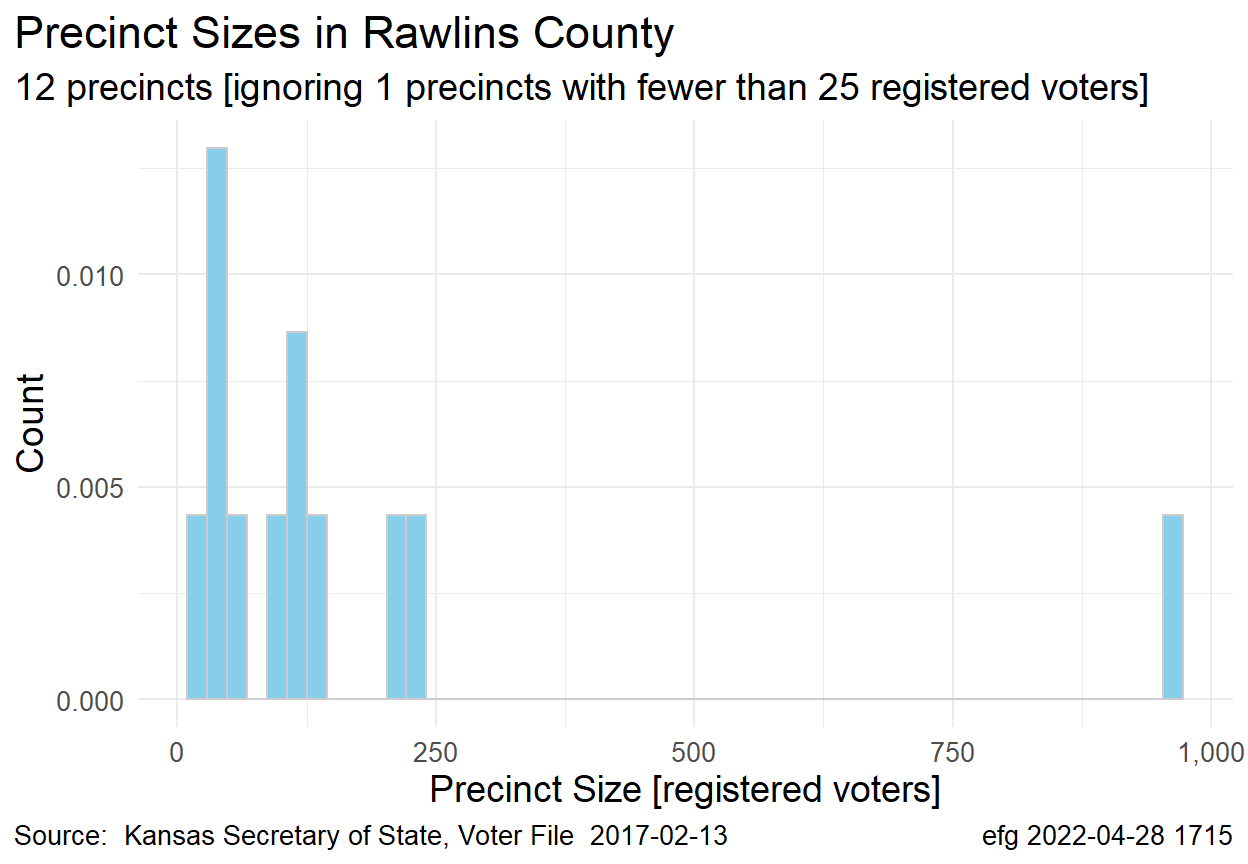 Precinct Sizes in Rawlins County
12 precincts [ignoring 1 precincts with fewer than 25 registered voters]
Count
0.010
0.005
0.000
0 250 500 750 1,000
Precinct Size [registered voters]
Source:  Kansas Secretary of State, Voter File  2017-02-13
efg 2022-04-28 1715